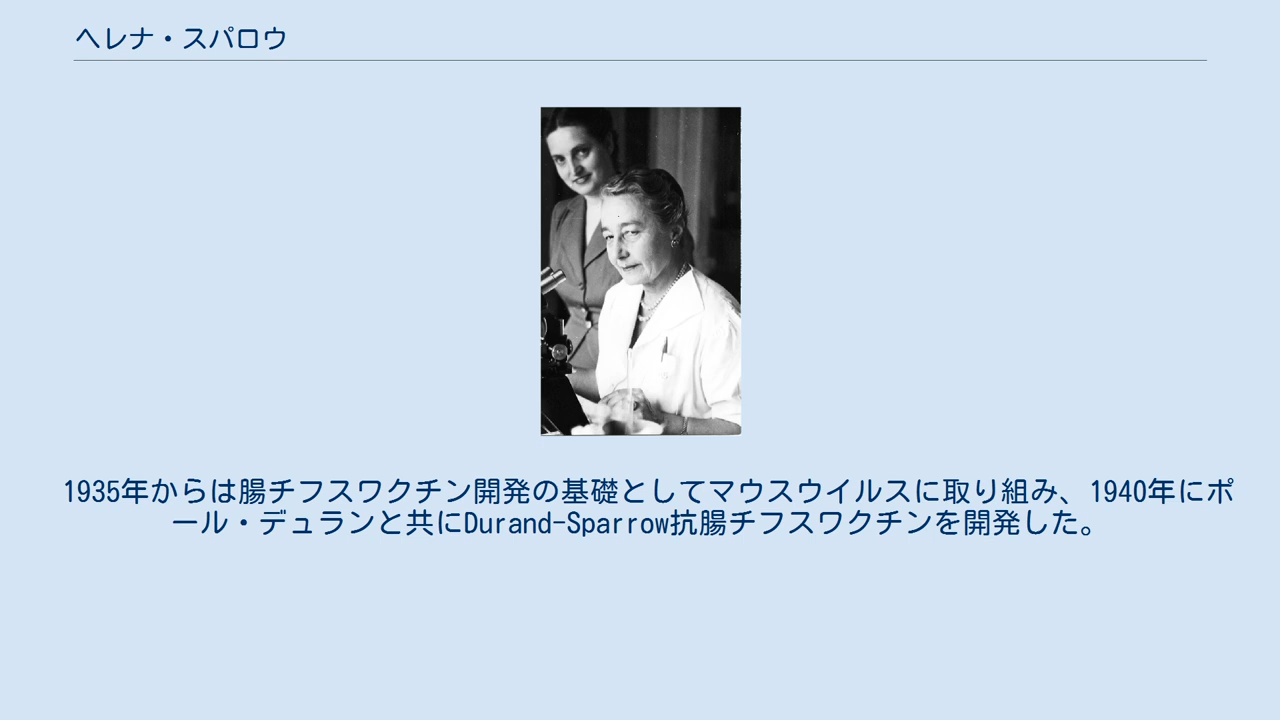 ヘレナ・スパロウ
1935年からは腸チフスワクチン開発の基礎としてマウスウイルスに取り組み、1940年にポ
ール・デュランと共にDurand-Sparrow抗腸チフスワクチンを開発した。